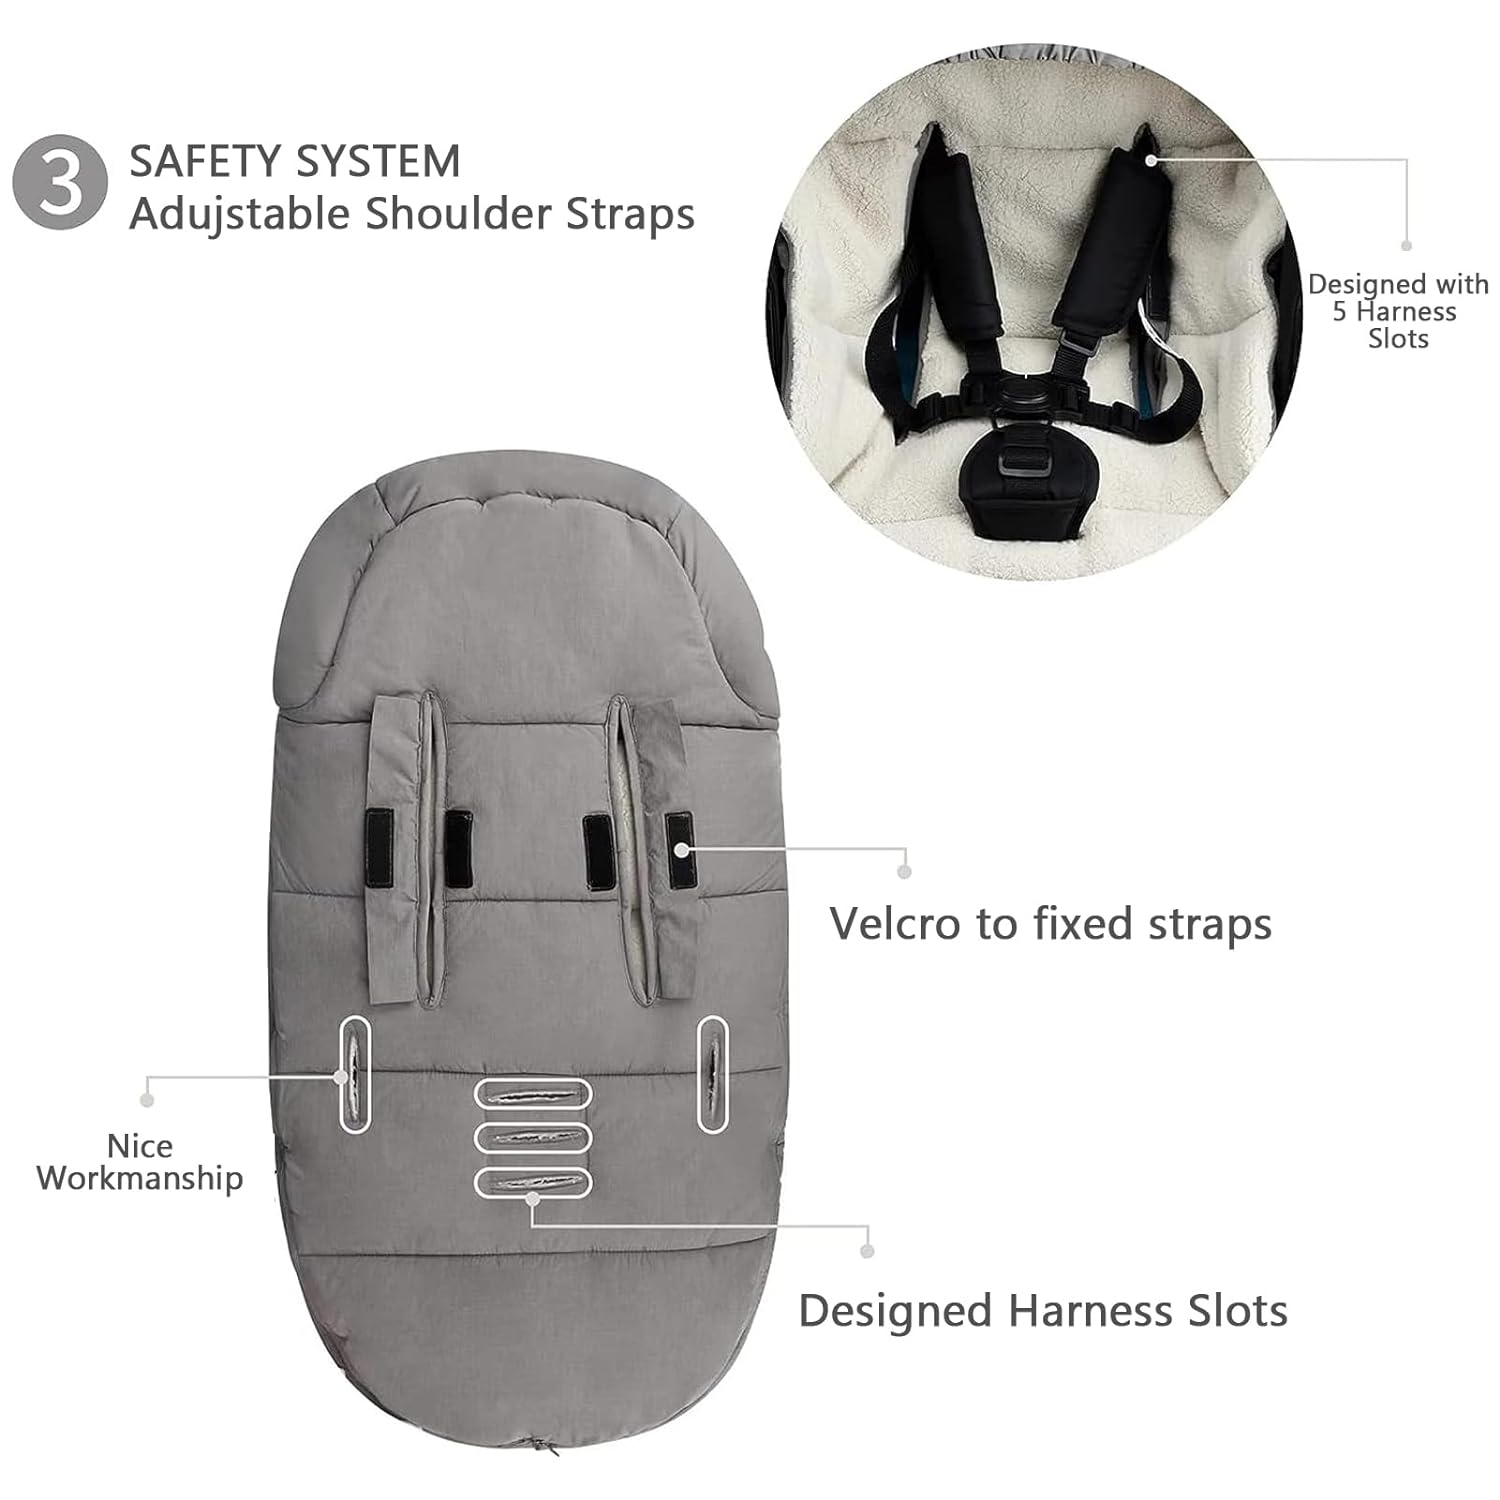 3
SAFETY SYSTEM
Adujstable Shoulder Straps
Designed with
5 Harness
Slots
Velcro to fixed straps
Nice
Workmanship
Designed Harness Slots